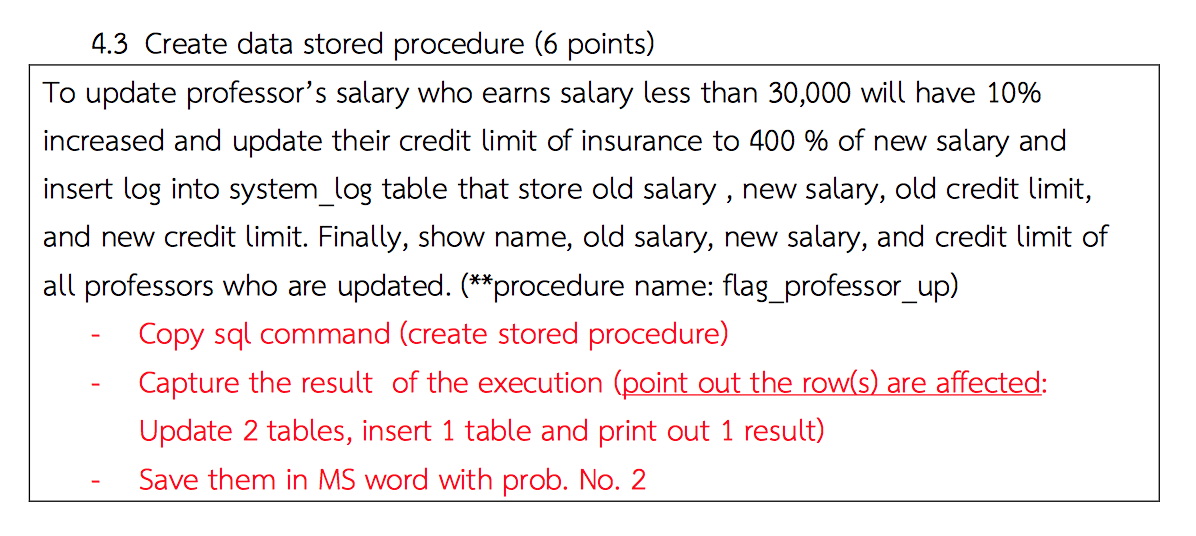 4.3 Create data stored procedure (6 points)
To update professor's salary who earns salary less than 30,000 will have 10%
increased and update their credit limit of insurance to 400 % of new salary and
insert log into system_log table that store old salary , new salary, old credit limit,
and new credit limit. Finally, show name, old salary, new salary, and credit limit of
all professors who are updated. (**procedure name: flag_professor_up)
- Copy sql command (create stored procedure)
- Capture the result of the execution (point out the row(s) are affected:
Update 2 tables, insert 1 table and print out 1 result)
- Save them in MS word with prob. No. 2